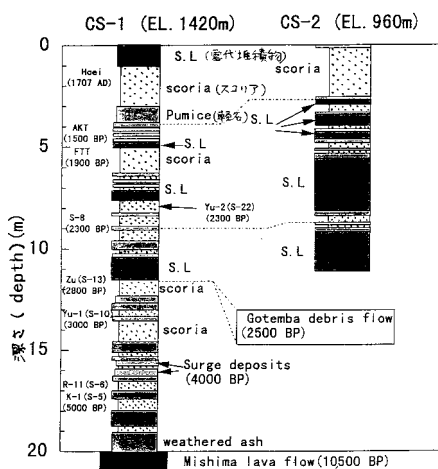 CS-1 (EL. 1420m)
CS-2 (EL. 960m)
0
5
10
15
20
深さ( depth)(m)
Hoei
(1707 AD)
S.L
scoria (スコリア)
Pumice(軽石)
AKT
(1500 BP)
FTT
(1900 BP)
S.L
scoria
S.L
Yu-2(S-22)
(2300 BP)
S-8
(2300 BP)
S.L
Zu(S-13)
(2800 BP)
scoria
Yu-1(S-10)
(3000 BP)
scoria
Surge deposits
(4000 BP)
R-11(S-6)
K-1(S-5)
(5000 BP)
weathered ash
Mishima lava flow(10500 BP)
scoria
S.L
S.L
S.L
Gotemba debris flow
(2500 BP)